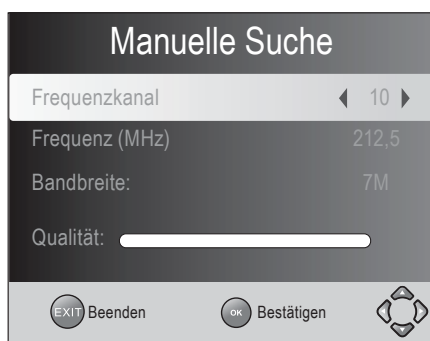 Manuelle Suche
Frequenzkanal 10
Frequenz (MHz) 212,5
Bandbreite: 7M
Qualität:
EXIT Beenden OK Bestätigen